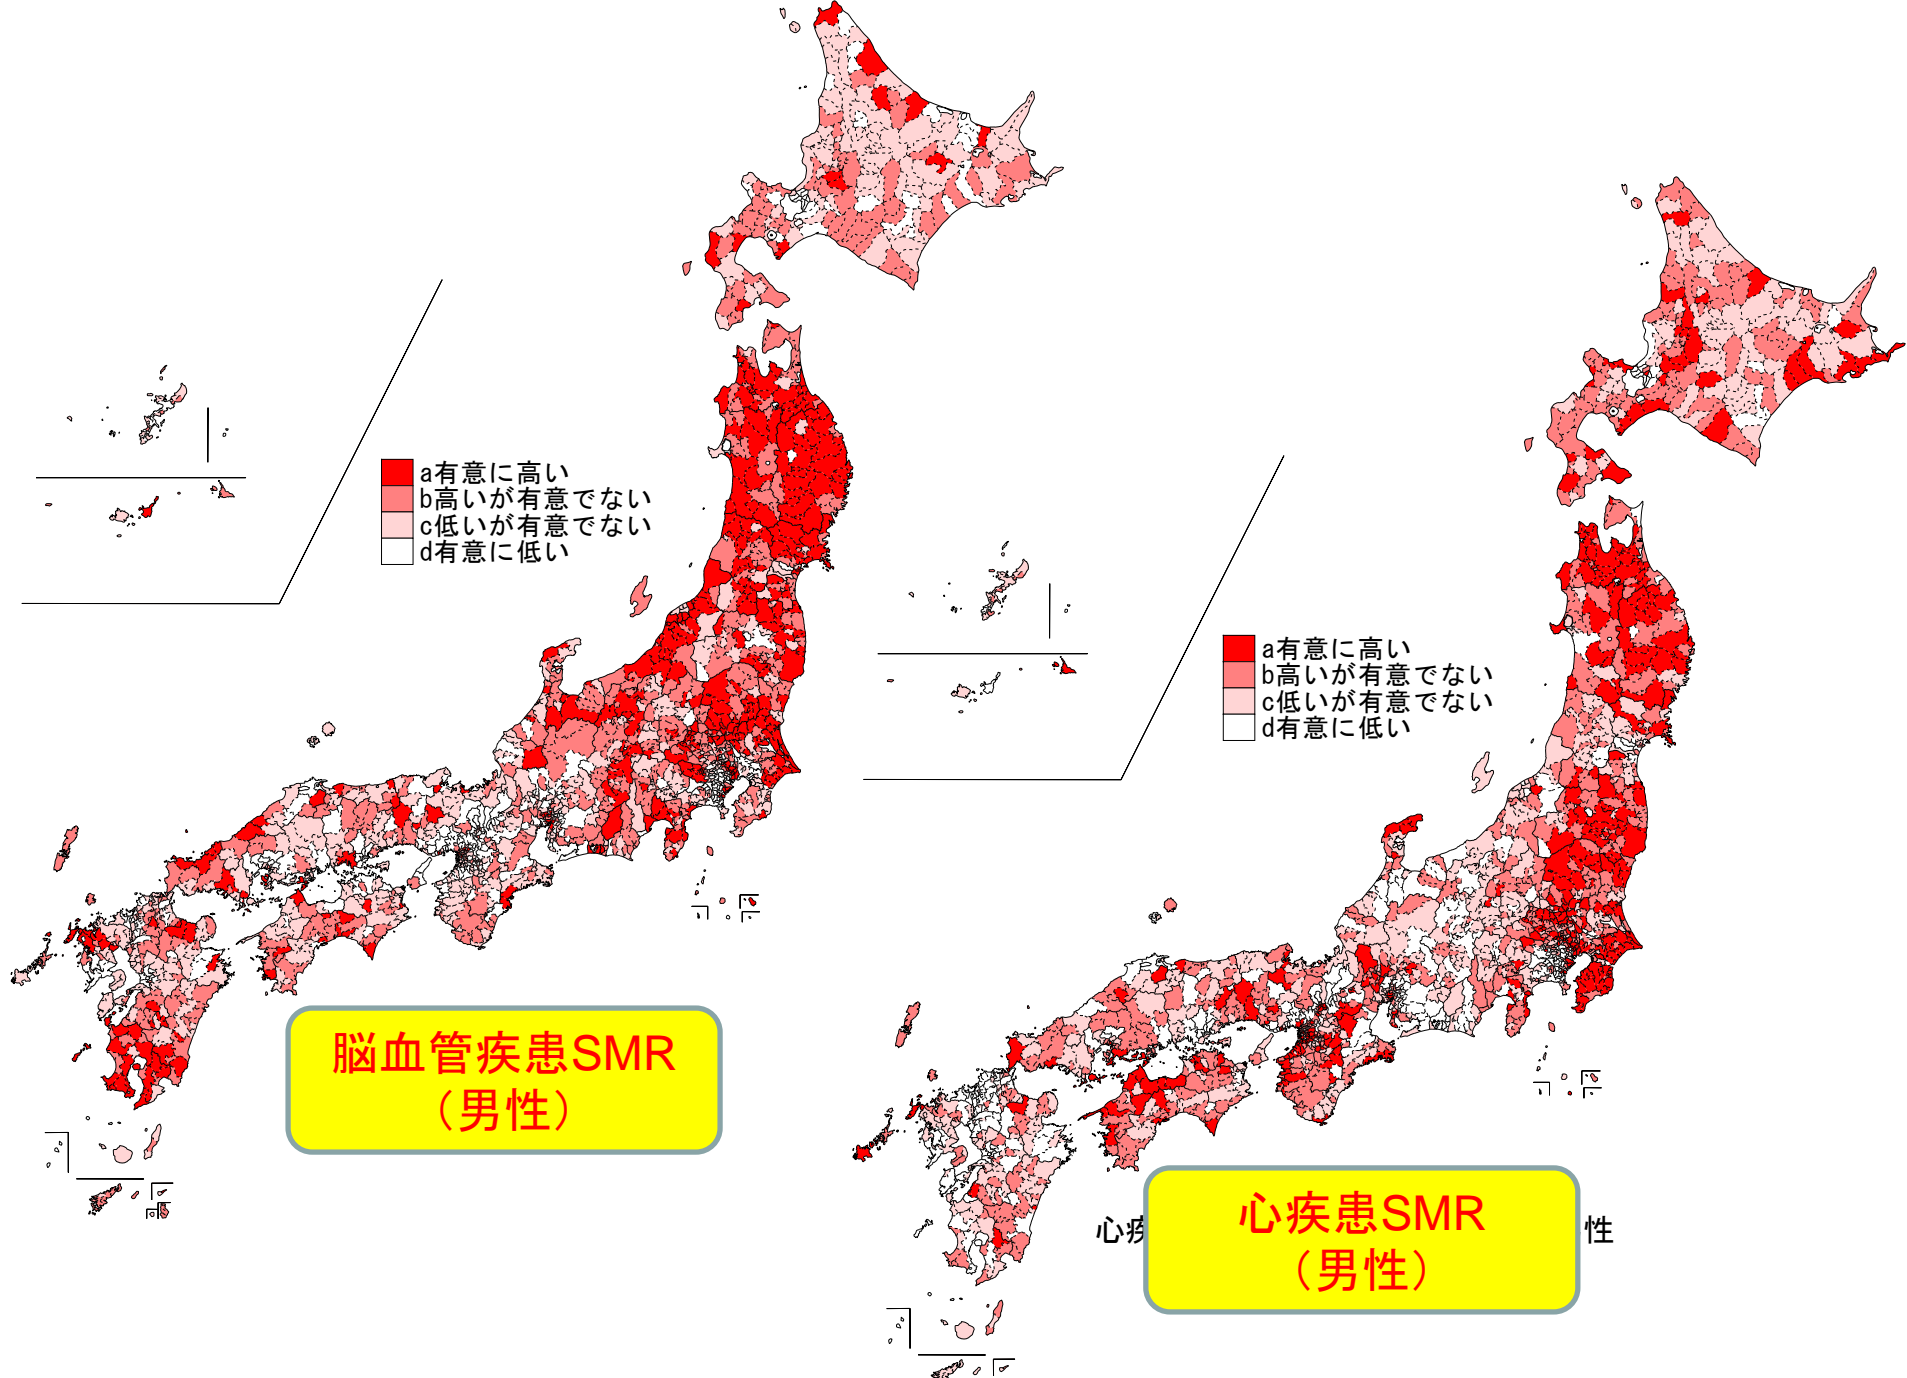 a有意に高い
b高いが有意でない
c低いが有意でない
d有意に低い
脳血管疾患SMR
（男性）
a有意に高い
b高いが有意でない
c低いが有意でない
d有意に低い
心疾
性
心疾患SMR
（男性）